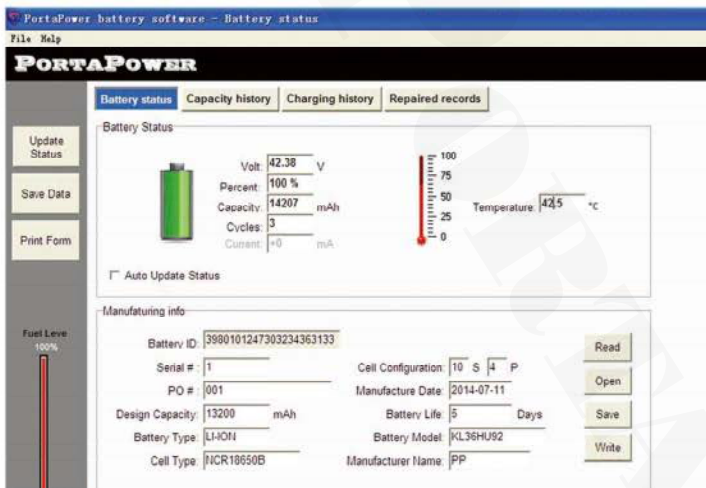 PortaPower battery software - Battery status
File Help
PORTAPOWER
Battery status Capacity history Charging history Repaired records
Update Status
Save Data
Print Form
Fuel Leve
100%
Battery Status
Volt: 42.38 V
Percent: 100 %
Capacity: 14207 mAh
Cycles: 3
Current: +0 mA
100
75
50
25
0
Temperature: 42.5 °C
Auto Update Status
Manufaturing info
Battery ID: 3980101247303234363133
Serial #: 1
PO #: 001
Design Capacity: 13200 mAh
Battery Type: LI-ION
Cell Type: NCR18650B
Cell Configuration: 10 S 4 P
Manufacture Date: 2014-07-11
Battery Life: 5 Days
Battery Model: KL36HU92
Manufacturer Name: PP
Read
Open
Save
Write